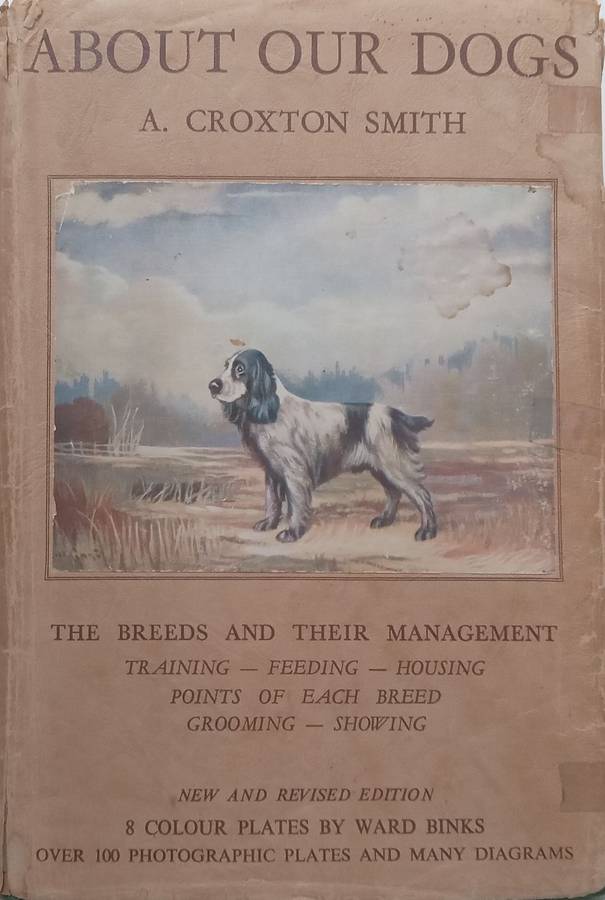 ABOUT OUR DOGS
A. CROXTON SMITH
THE BREEDS AND THEIR MANAGEMENT
TRAINING — FEEDING — HOUSING
POINTS OF EACH BREED
GROOMING — SHOWING
NEW AND REVISED EDITION
8 COLOUR PLATES BY WARD BINKS
OVER 100 PHOTOGRAPHIC PLATES AND MANY DIAGRAMS